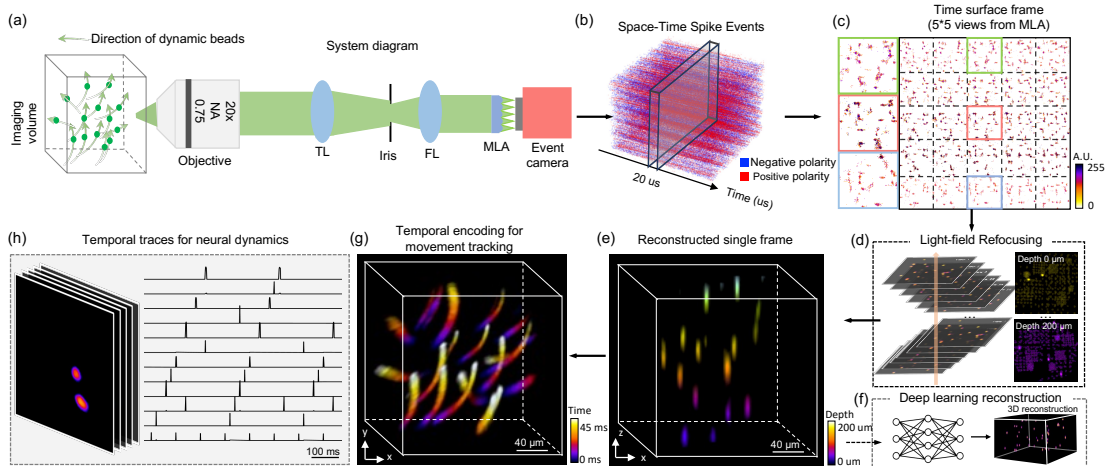 (a)
Direction of dynamic beads
System diagram
Imaging
volume
20x
NA
0.75
Objective
TL
Iris
FL
MLA
Event
camera
(b)
Space-Time Spike Events
20 us
Time (us)
Negative polarity
Positive polarity
(c)
Time surface frame
(5*5 views from MLA)
A.U.
255
0
(d)
Light-field Refocusing
Depth 0 μm
...
...
Depth 200 μm
(f)
Deep learning reconstruction
3D reconstruction
(e)
Reconstructed single frame
z
x
40 μm
Depth
200 um
0 um
(g)
Temporal encoding for
movement tracking
y
x
40 μm
Time
45 ms
0 ms
(h)
Temporal traces for neural dynamics
100 ms